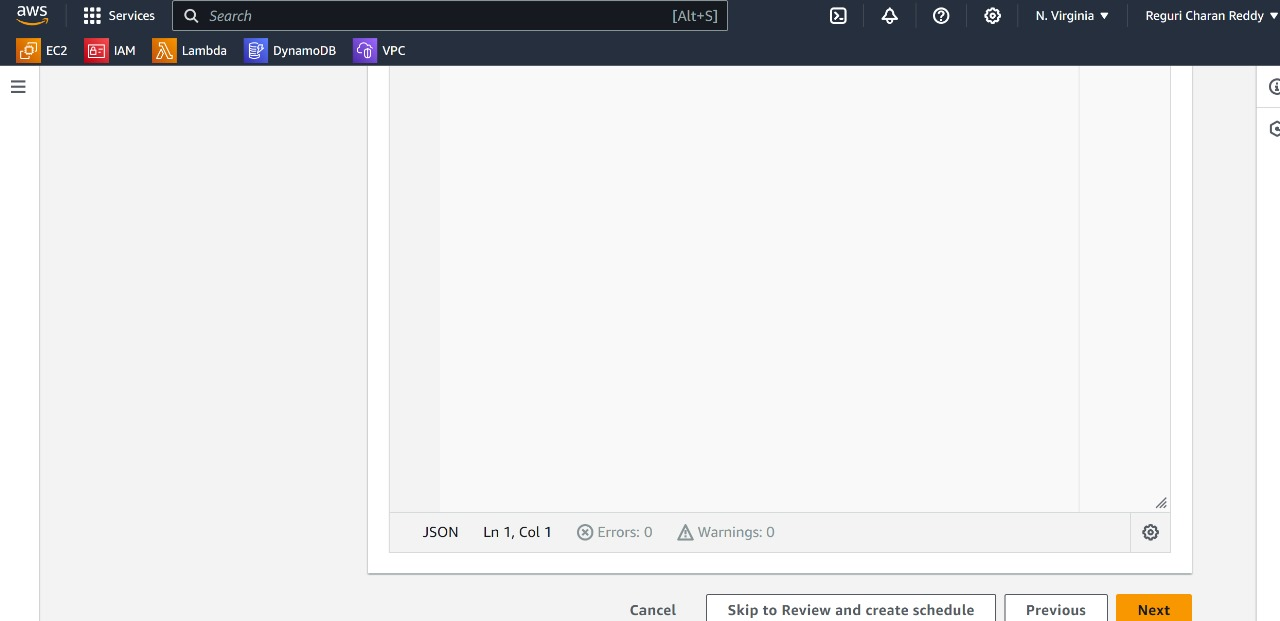 aws Services Search [Alt+S] N. Virginia Reguri Charan Reddy
EC2 IAM Lambda DynamoDB VPC
JSON Ln 1, Col 1 Errors: 0 Warnings: 0
Cancel Skip to Review and create schedule Previous Next